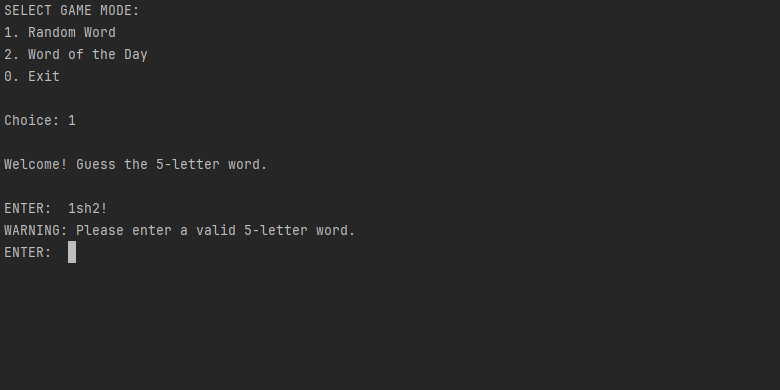 SELECT GAME MODE:
1. Random Word
2. Word of the Day
0. Exit
Choice: 1
Welcome! Guess the 5-letter word.
ENTER:  1sh2!
WARNING: Please enter a valid 5-letter word.
ENTER: